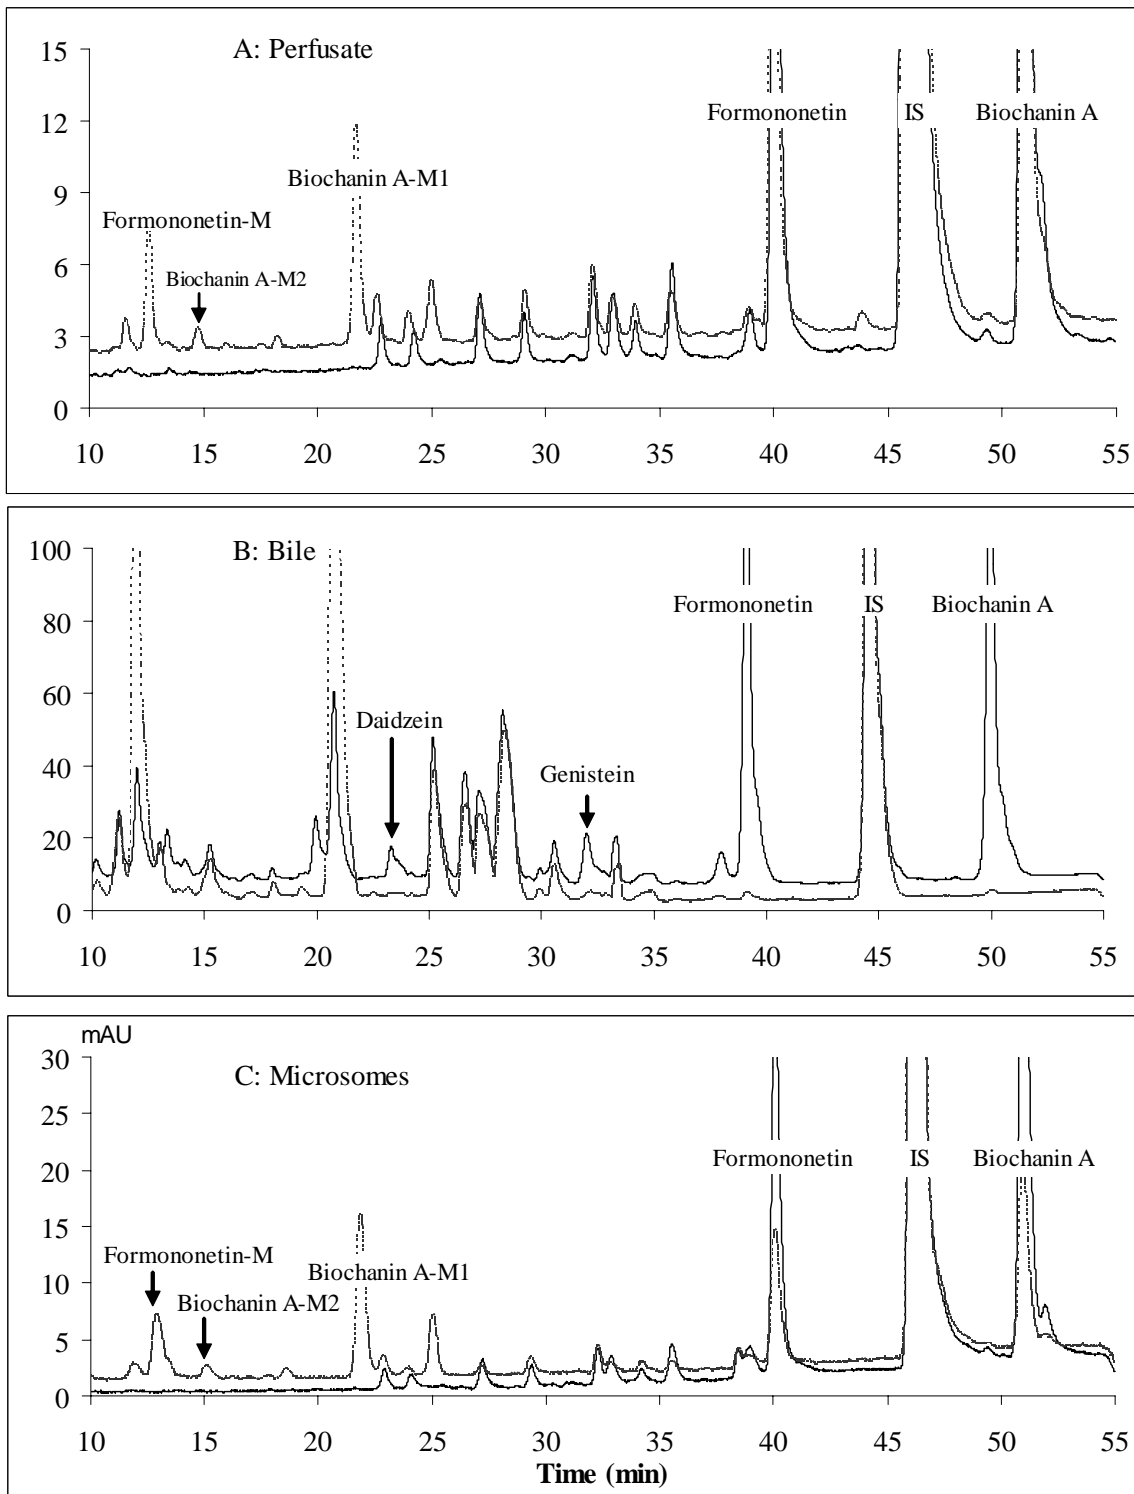 A: Perfusate
15
12
9
6
3
0
Formononetin
IS
Biochanin A
Biochanin A-M1
Formononetin-M
Biochanin A-M2
10 15 20 25 30 35 40 45 50 55
B: Bile
100
80
60
40
20
0
Formononetin
IS
Biochanin A
Daidzein
Genistein
10 15 20 25 30 35 40 45 50 55
mAU
C: Microsomes
30
25
20
15
10
5
0
Formononetin
IS
Biochanin A
Formononetin-M
Biochanin A-M1
Biochanin A-M2
10 15 20 25 30 35 40 45 50 55
Time (min)